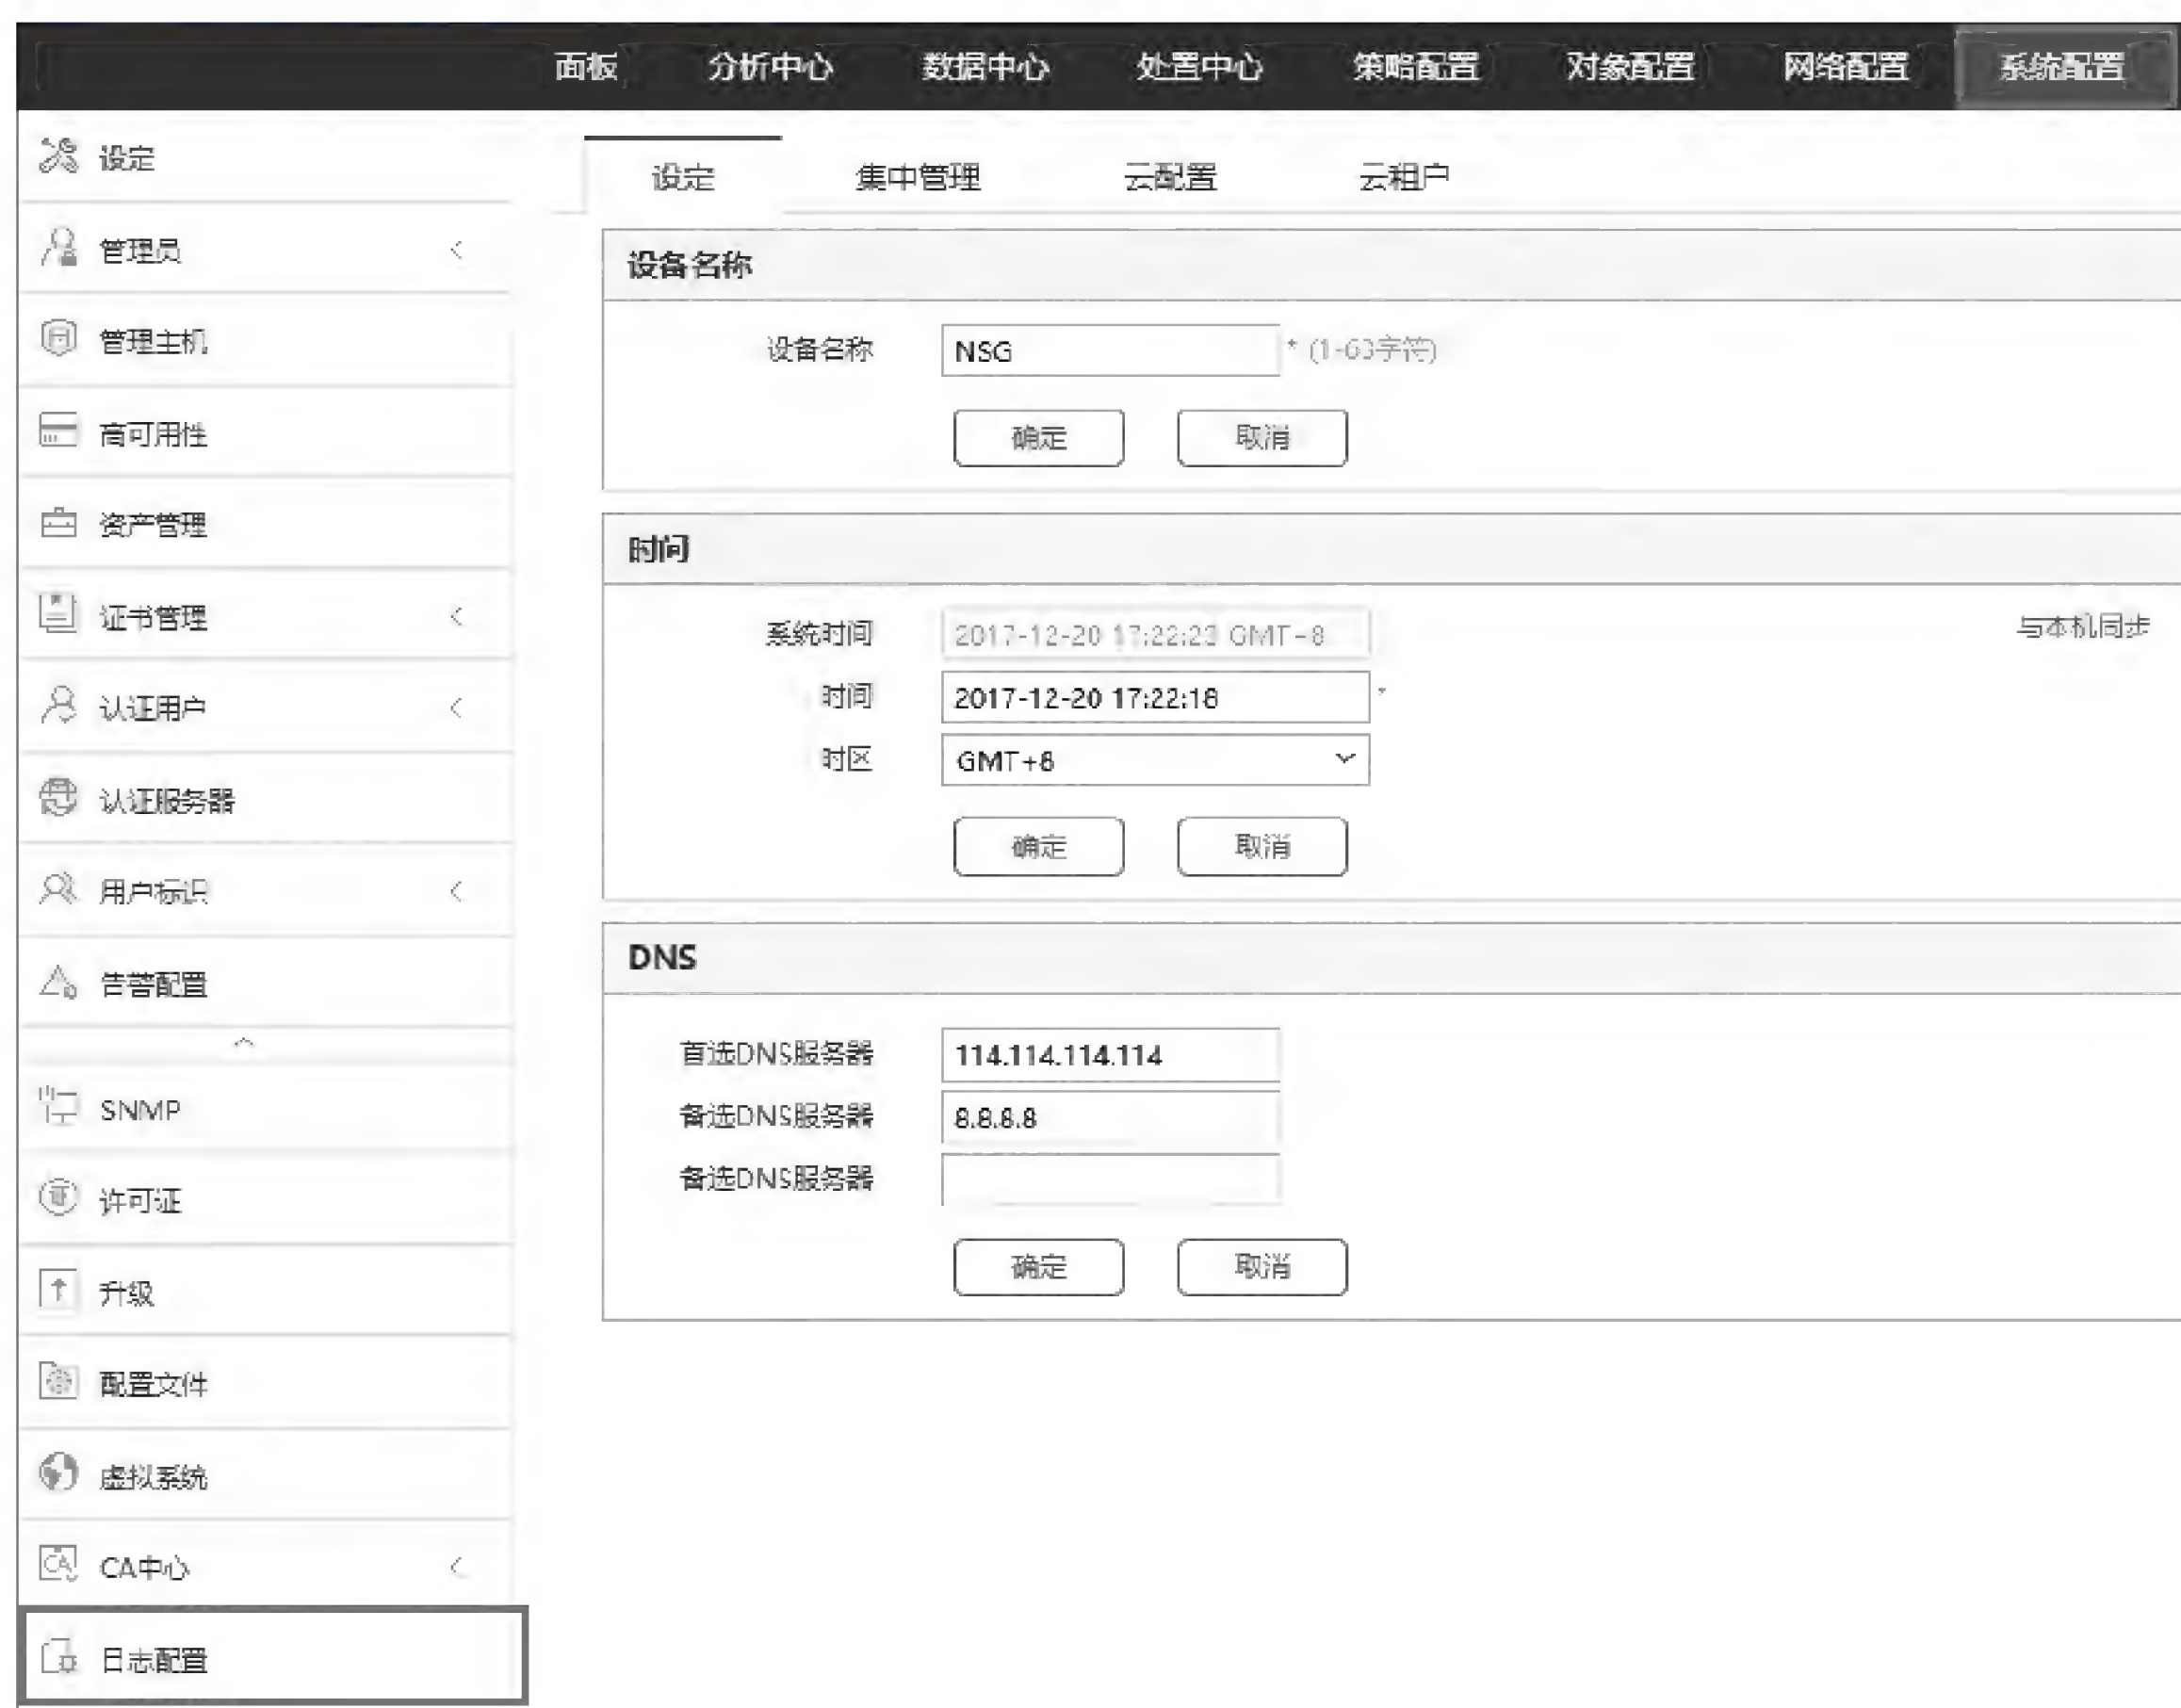 面板 分析中心 数据中心 处置中心 策略配置 对象配置 网络配置 系统配置
设定
管理员
管理主机
高可用性
资产管理
证书管理
认证用户
认证服务器
用户标识
告警配置
SNMP
许可证
升级
配置文件
虚拟系统
CA中心
日志配置
设定 集中管理 云配置 云租户
设备名称
设备名称 NSG * (1-63字符)
确定 取消
时间
系统时间 2017-12-20 17:22:23 GMT+8 与本机同步
时间 2017-12-20 17:22:18 *
时区 GMT+8
确定 取消
DNS
首选DNS服务器 114.114.114.114
备选DNS服务器 8.8.8.8
备选DNS服务器
确定 取消